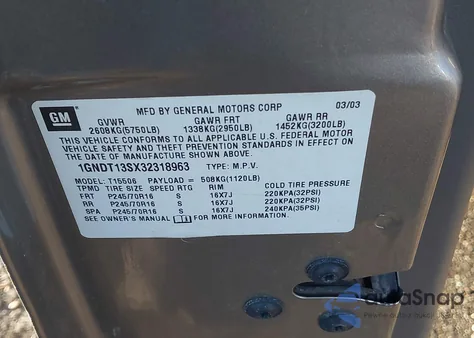 GM
MFD BY GENERAL MOTORS CORP 03/03
GVWR GAWR FRT GAWR RR
2608KG(5750LB) 1338KG(2950LB) 1452KG(3200LB)
THIS VEHICLE CONFORMS TO ALL APPLICABLE U.S. FEDERAL MOTOR
VEHICLE SAFETY AND THEFT PREVENTION STANDARDS IN EFFECT ON
THE DATE OF MANUFACTURE SHOWN ABOVE.
1GNDT13SX32318963 TYPE: M.P.V.
MODEL: T15506 PAYLOAD = 508KG(1120LB)
TPMD TIRE SIZE SPEED RTG RIM COLD TIRE PRESSURE
FRT P245/70R16 S 16X7J 220KPA(32PSI)
RR P245/70R16 S 16X7J 220KPA(32PSI)
SPA P245/70R16 S 16X7J 240KPA(35PSI)
SEE OWNER'S MANUAL FOR MORE INFORMATION.